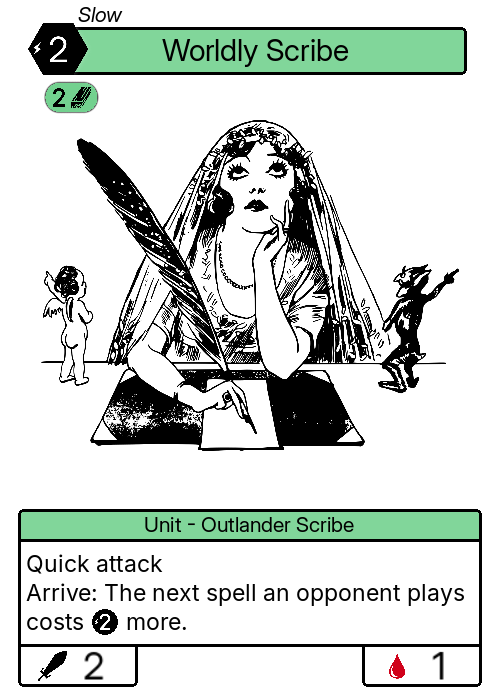 Slow
2 Worldly Scribe
2
Unit - Outlander Scribe
Quick attack
Arrive: The next spell an opponent plays
costs 2 more.
2 1